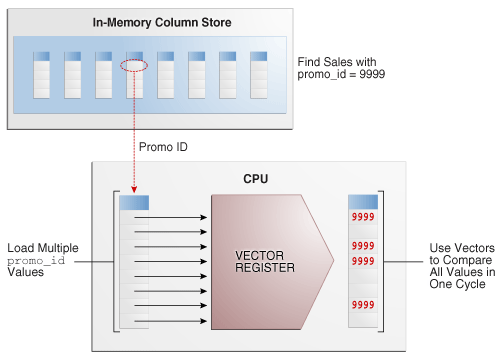 In-Memory Column Store
Find Sales with
promo_id = 9999
Promo ID
CPU
Load Multiple
promo_id
Values
VECTOR
REGISTER
9999
9999
9999
9999
Use Vectors
to Compare
All Values in
One Cycle